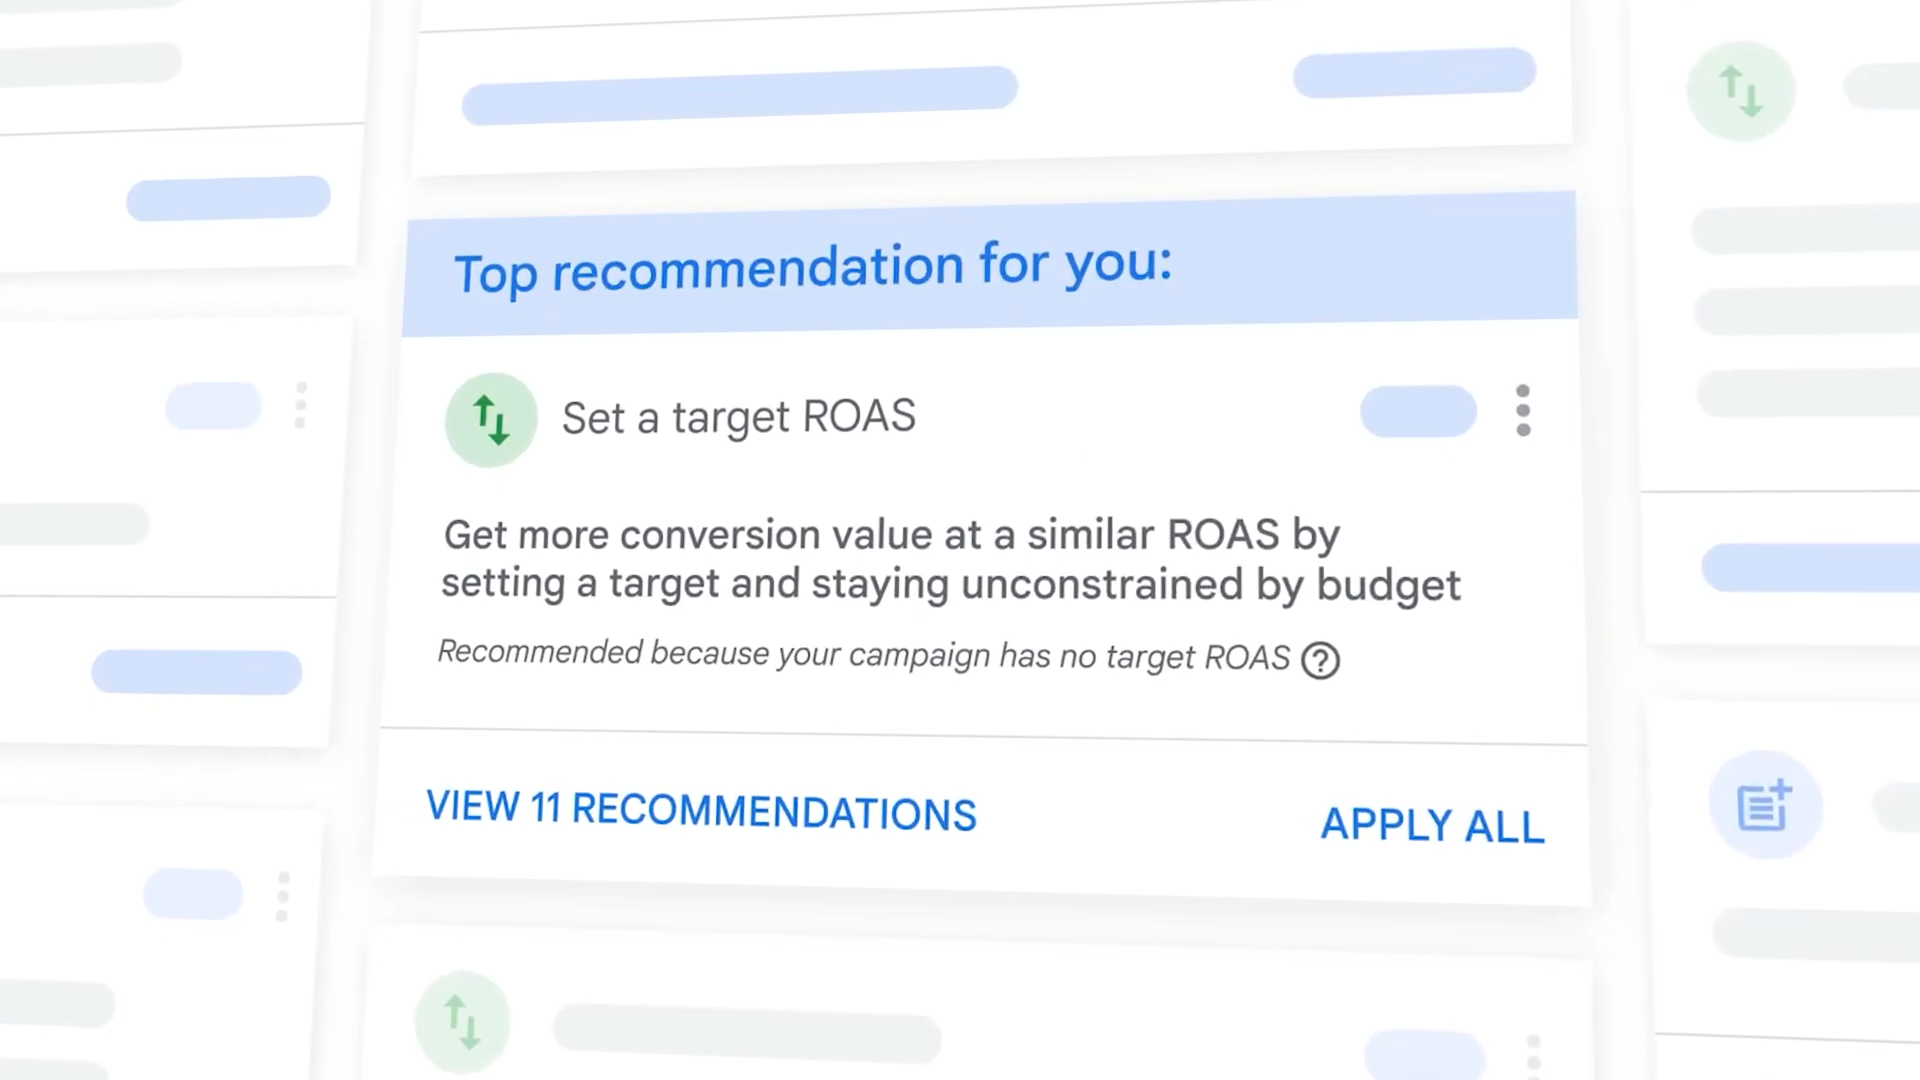 Top recommendation for you:
Set a target ROAS
Get more conversion value at a similar ROAS by
setting a target and staying unconstrained by budget
Recommended because your campaign has no target ROAS
VIEW 11 RECOMMENDATIONS
APPLY ALL